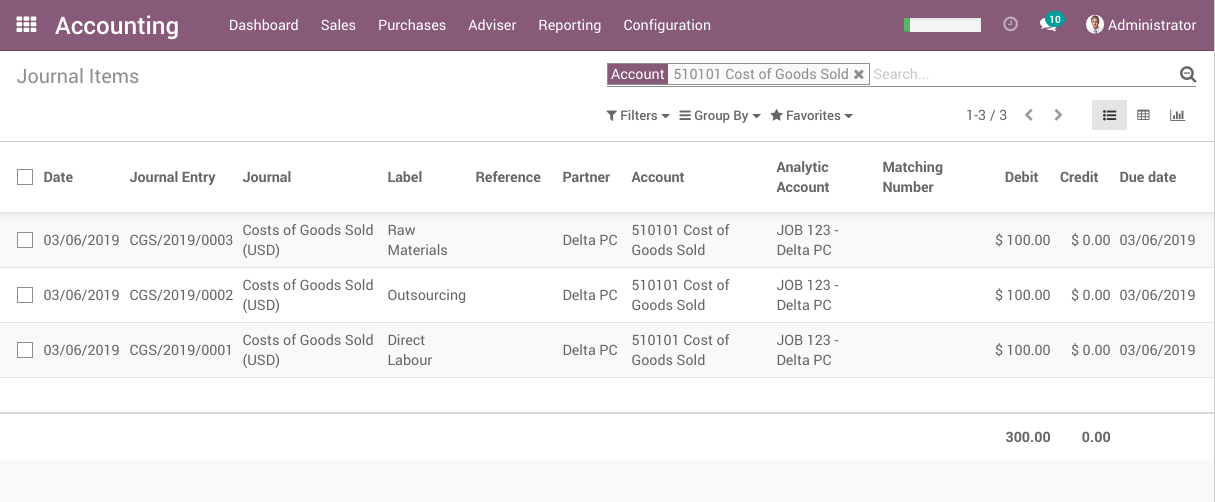 Accounting Dashboard Sales Purchases Adviser Reporting Configuration 10 Administrator
Journal Items Account 510101 Cost of Goods Sold Search...
Filters Group By Favorites 1-3 / 3
Date Journal Entry Journal Label Reference Partner Account Analytic Account Matching Number Debit Credit Due date
03/06/2019 CGS/2019/0003 Costs of Goods Sold (USD) Raw Materials Delta PC 510101 Cost of Goods Sold JOB 123 - Delta PC $ 100.00 $ 0.00 03/06/2019
03/06/2019 CGS/2019/0002 Costs of Goods Sold (USD) Outsourcing Delta PC 510101 Cost of Goods Sold JOB 123 - Delta PC $ 100.00 $ 0.00 03/06/2019
03/06/2019 CGS/2019/0001 Costs of Goods Sold (USD) Direct Labour Delta PC 510101 Cost of Goods Sold JOB 123 - Delta PC $ 100.00 $ 0.00 03/06/2019
300.00 0.00